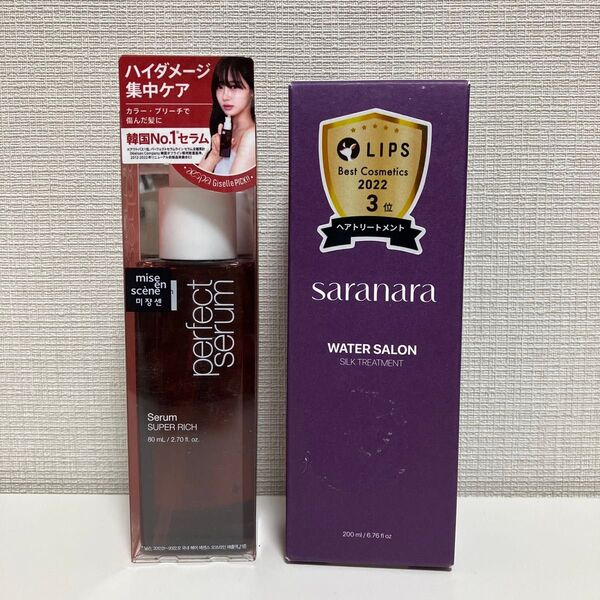 ハイダメージ
集中ケア
カラー・ブリーチで
傷んだ髪に
韓国No.1セラム
aespa Giselle PICK!!
mise
en
scène
미장센
perfect
serum
Serum
SUPER RICH
80 mL / 2.70 fl. oz.
LIPS
Best Cosmetics
2022
3位
ヘアトリートメント
saranara
WATER SALON
SILK TREATMENT
200 ml / 6.76 fl oz